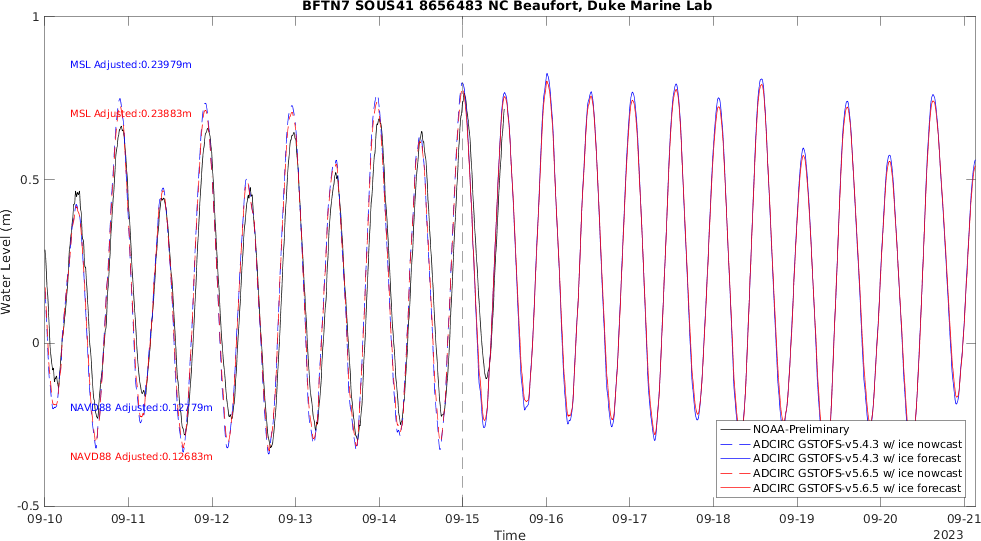 BFTN7 SOUS41 8656483 NC Beaufort, Duke Marine Lab
1
MSL Adjusted:0.23979m
MSL Adjusted:0.23883m
0.5
Water Level (m)
0
NAVD88 Adjusted:0.12779m
NAVD88 Adjusted:0.12683m
NOAA-Preliminary
ADCIRC GSTOFS-v5.4.3 w/ ice nowcast
ADCIRC GSTOFS-v5.4.3 w/ ice forecast
ADCIRC GSTOFS-v5.6.5 w/ ice nowcast
ADCIRC GSTOFS-v5.6.5 w/ ice forecast
-0.5
09-10 09-11 09-12 09-13 09-14 09-15 09-16 09-17 09-18 09-19 09-20 09-21
Time
2023